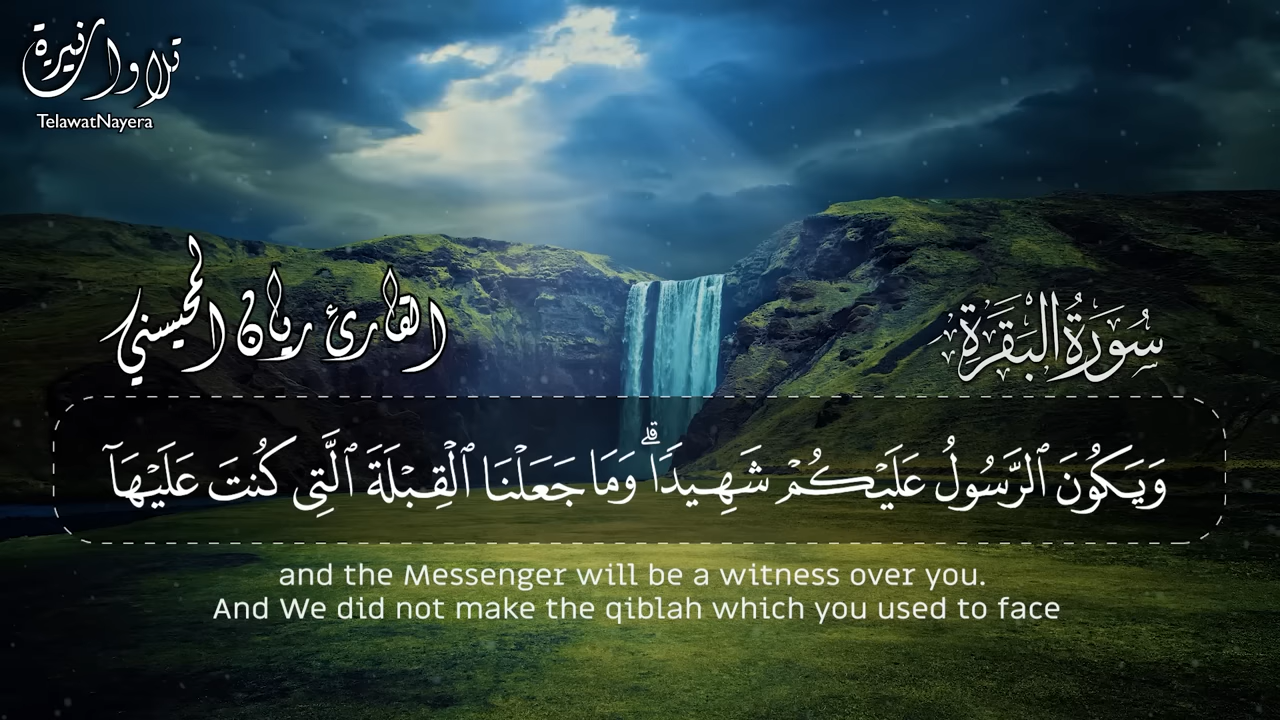 تلاوات نيرة
TelawatNayera
القارئ ريان المحيسني
سُورَةُ البَقَرَةِ
وَيَكُونَ ٱلرَّسُولُ عَلَيْكُمْ شَهِيدًاۗ وَمَا جَعَلْنَا ٱلْقِبْلَةَ ٱلَّتِى كُنتَ عَلَيْهَآ
and the Messenger will be a witness over you.
And We did not make the qiblah which you used to face